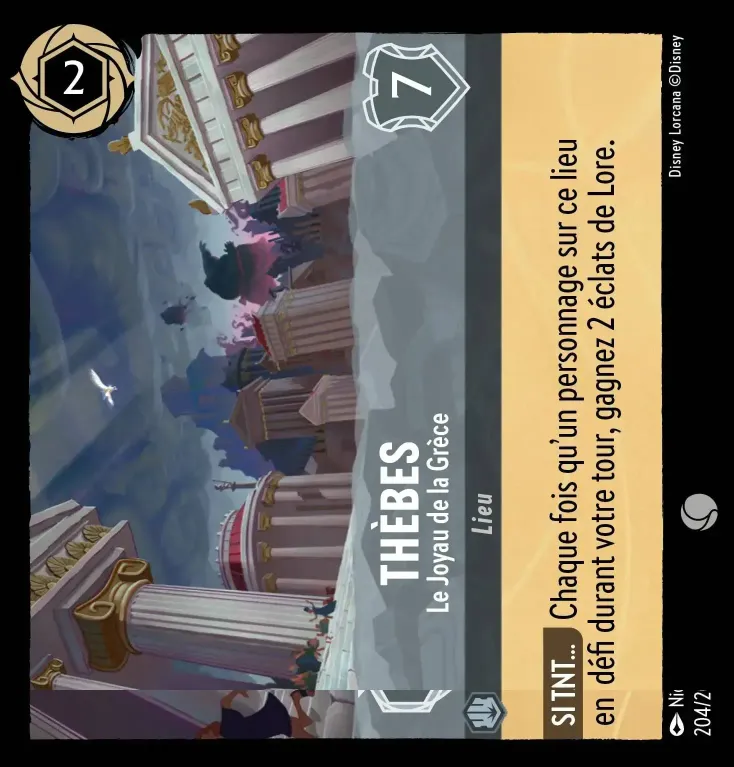 2
7
THÈBES
Le Joyau de la Grèce
Lieu
SI TNT... Chaque fois qu'un personnage sur ce lieu
en défi durant votre tour, gagnez 2 éclats de Lore.
Ni
204/2
Disney Lorcana ©Disney